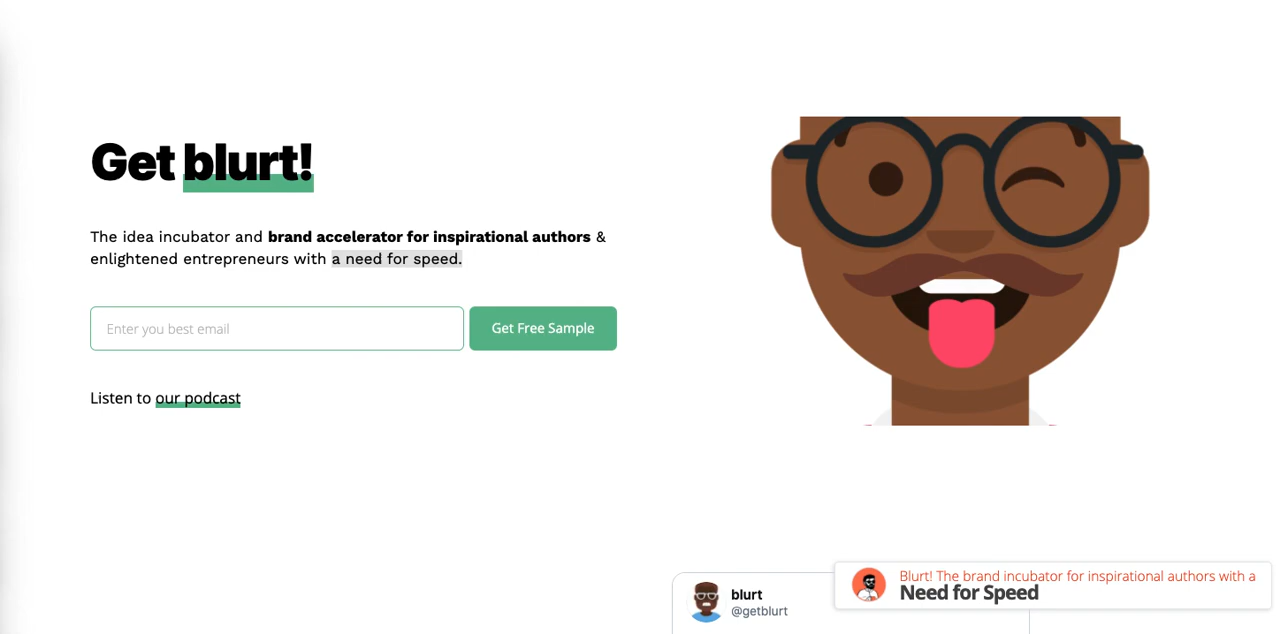 Get blurt!
The idea incubator and brand accelerator for inspirational authors &
enlightened entrepreneurs with a need for speed.
Enter you best email
Get Free Sample
Listen to our podcast
blurt
@getblurt
Blurt! The brand incubator for inspirational authors with a
Need for Speed